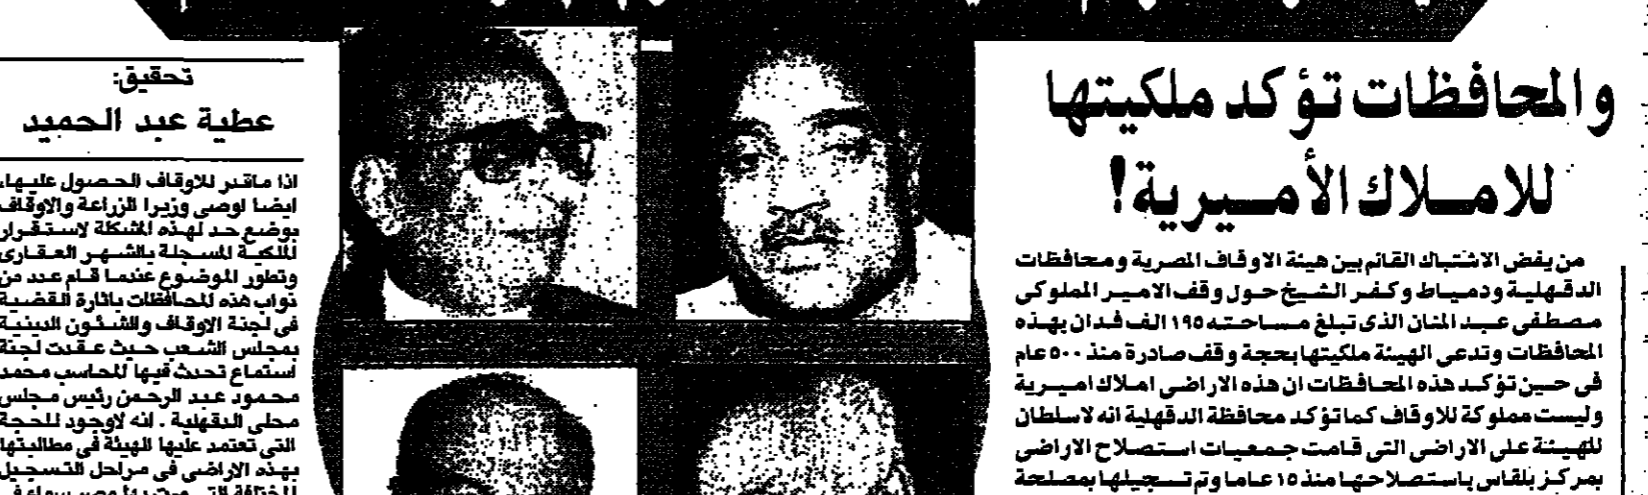 والمحافظات تؤكد ملكيتها
للامـلاك الأمـيرية!
من يفض الاشتباك القائم بين هيئة الاوقاف المصرية ومحافظات
الدقهلية ودمياط وكفر الشيخ حول وقف الامير المملوكى
مصطفى عبد المنان الذى تبلغ مساحته ١٩٥ الف فدان بهذه
المحافظات وتدعى الهيئة ملكيتها بحجة وقف صادرة منذ ٥٠٠ عام
فى حين تؤكد هذه المحافظات ان هذه الاراضى املاك اميرية
وليست مملوكة للاوقاف كما تؤكد محافظة الدقهلية انه لاسلطان
للهيئة على الاراضى التى قامت جمعيات استصلاح الاراضى
بمركز بلقاس باستصلاحها منذ ١٥ عاما وتم تسجيلها بمصلحة
تحقيق:
عطية عبد الحميد
اذا ماقدر للاوقاف الحصول عليها،
ايضا اوصى وزيرا الزراعة والاوقاف
بوضع حد لهذه المشكلة لاستقرار
الملكية المسجلة بالشهر العقارى
وتطور الموضوع عندما قام عدد من
نواب هذه المحافظات باثارة القضية
فى لجنة الاوقاف والشئون الدينية
بمجلس الشعب حيث عقدت لجنة
استماع تحدث فيها المحاسب محمد
محمود عبد الرحمن رئيس مجلس
محلى الدقهلية . انه لاوجود للحجة
التى تعتمد عليها الهيئة فى مطالبتها
بهذه الاراضى فى مراحل التسجيل